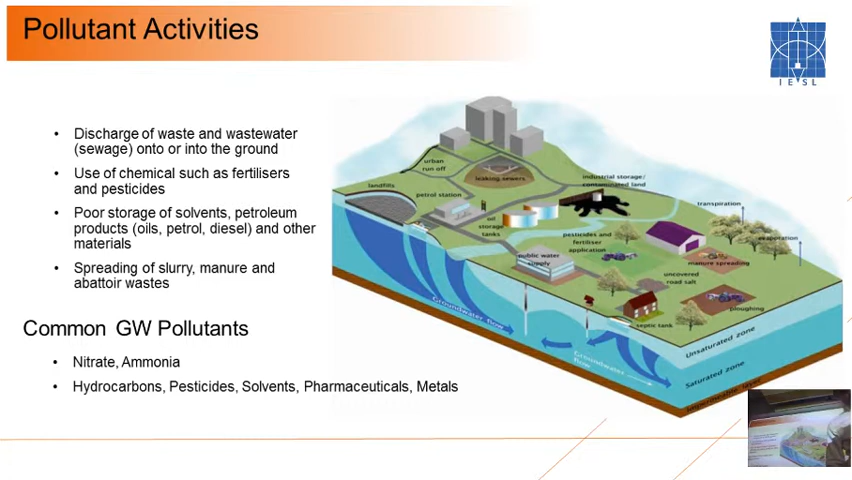 Pollutant Activities
IESL
• Discharge of waste and wastewater
(sewage) onto or into the ground
• Use of chemical such as fertilisers
and pesticides
• Poor storage of solvents, petroleum
products (oils, petrol, diesel) and other
materials
• Spreading of slurry, manure and
abattoir wastes
Common GW Pollutants
• Nitrate, Ammonia
• Hydrocarbons, Pesticides, Solvents, Pharmaceuticals, Metals
urban
run off
leaking sewers
landfills
petrol station
industrial storage/
contaminated land
oil
storage
tanks
transpiration
pesticides and
fertiliser
application
evaporation
public water
supply
manure spreading
uncovered
road salt
ploughing
septic tank
Groundwater flow
Groundwater
flow
Unsaturated zone
Saturated zone
Impermeable layer